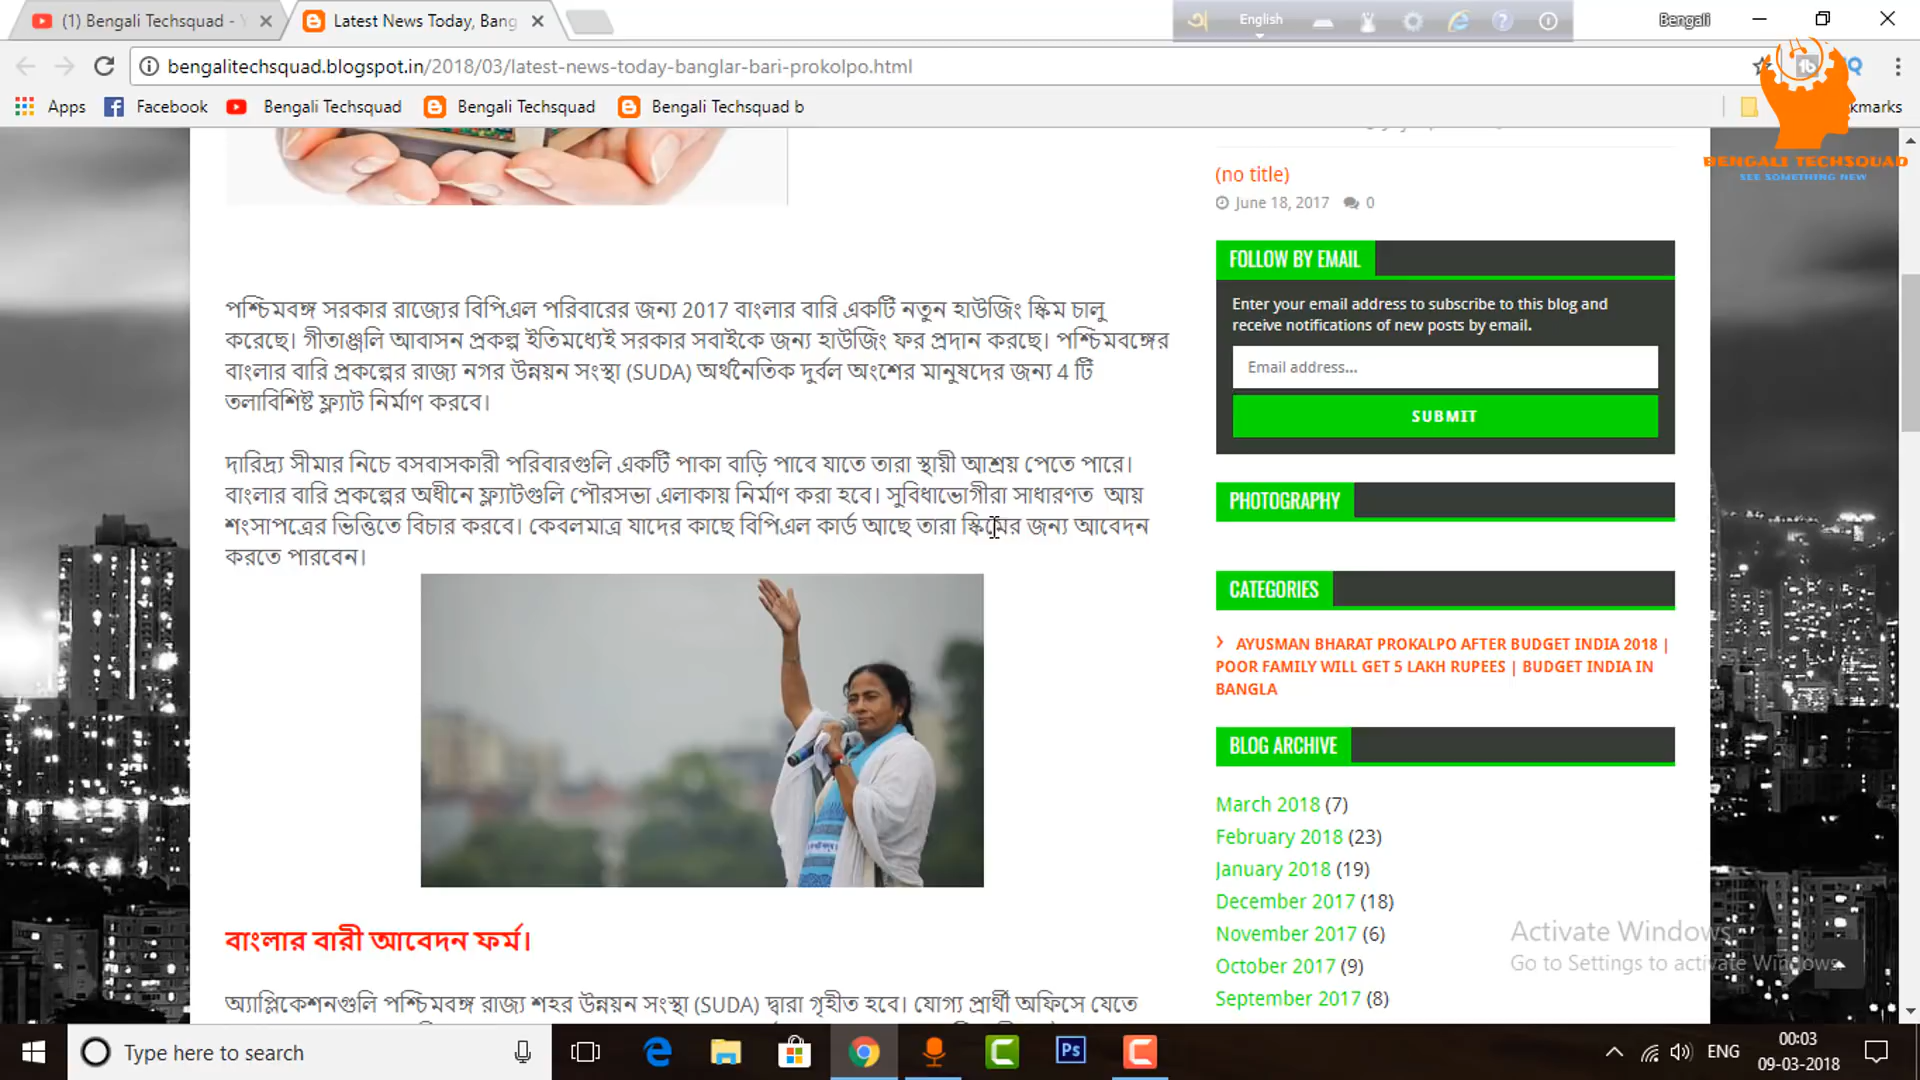 (1) Bengali Techsquad - Y
Latest News Today, Bang
English
Bengali
bengalitechsquad.blogspot.in/2018/03/latest-news-today-banglar-bari-prokolpo.html
Apps
Facebook
Bengali Techsquad
Bengali Techsquad
Bengali Techsquad b
kmarks
BENGALI TECHSQUAD
SEE SOMETHING NEW
পশ্চিমবঙ্গ সরকার রাজ্যের বিপিএল পরিবারের জন্য 2017 বাংলার বারি একটি নতুন হাউজিং স্কিম চালু
করেছে। গীতাঞ্জলি আবাসন প্রকল্প ইতিমধ্যেই সরকার সবাইকে জন্য হাউজিং ফর প্রদান করছে। পশ্চিমবঙ্গের
বাংলার বারি প্রকল্পের রাজ্য নগর উন্নয়ন সংস্থা (SUDA) অর্থনৈতিক দুর্বল অংশের মানুষদের জন্য 4 টি
তলাবিশিষ্ট ফ্ল্যাট নির্মাণ করবে।
দারিদ্র্য সীমার নিচে বসবাসকারী পরিবারগুলি একটি পাকা বাড়ি পাবে যাতে তারা স্থায়ী আশ্রয় পেতে পারে।
বাংলার বারি প্রকল্পের অধীনে ফ্ল্যাটগুলি পৌরসভা এলাকায় নির্মাণ করা হবে। সুবিধাভোগীরা সাধারণত আয়
শংসাপত্রের ভিত্তিতে বিচার করবে। কেবলমাত্র যাদের কাছে বিপিএল কার্ড আছে তারা স্কিমের জন্য আবেদন
করতে পারবেন।
বাংলার বারী আবেদন ফর্ম।
অ্যাপ্লিকেশনগুলি পশ্চিমবঙ্গ রাজ্য শহর উন্নয়ন সংস্থা (SUDA) দ্বারা গৃহীত হবে। যোগ্য প্রার্থী অফিসে যেতে
(no title)
June 18, 2017 0
FOLLOW BY EMAIL
Enter your email address to subscribe to this blog and
receive notifications of new posts by email.
Email address...
SUBMIT
PHOTOGRAPHY
CATEGORIES
AYUSMAN BHARAT PROKALPO AFTER BUDGET INDIA 2018 |
POOR FAMILY WILL GET 5 LAKH RUPEES | BUDGET INDIA IN
BANGLA
BLOG ARCHIVE
March 2018 (7)
February 2018 (23)
January 2018 (19)
December 2017 (18)
November 2017 (6)
October 2017 (9)
September 2017 (8)
Activate Windows
Go to Settings to activate Windows.
Type here to search
Ps
ENG
00:03
09-03-2018